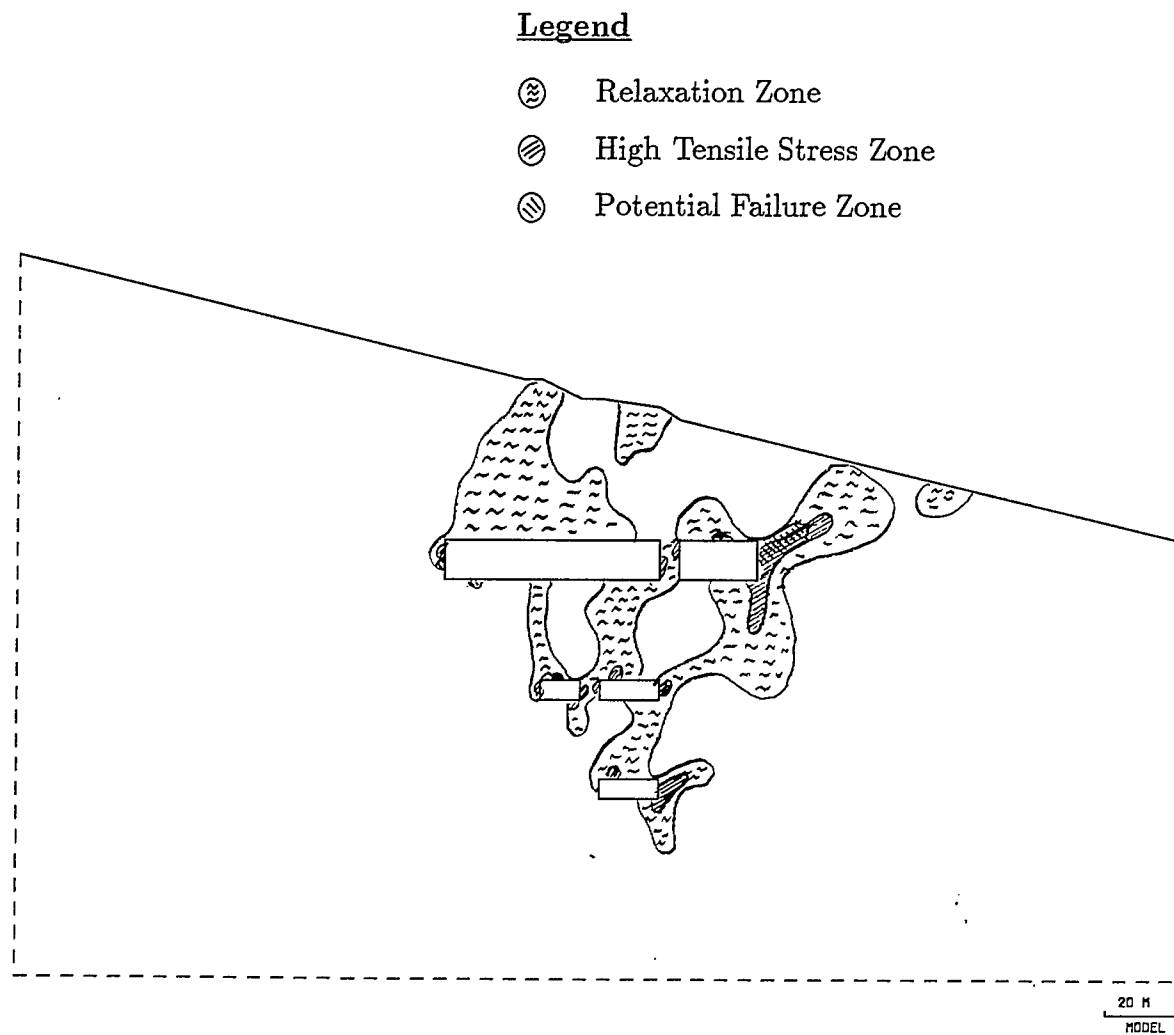 Legend
Relaxation Zone
High Tensile Stress Zone
Potential Failure Zone
20 M
MODEL